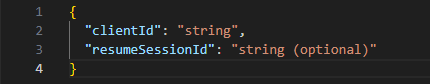 1 {
2 "clientId": "string",
3 "resumeSessionId": "string (optional)"
4 }